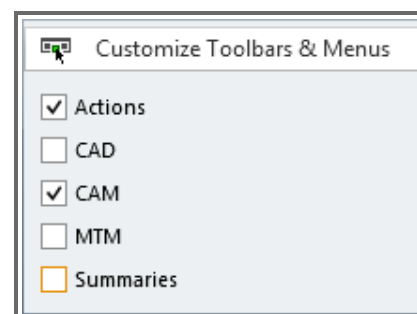 Customize Toolbars & Menus
Actions
CAD
CAM
MTM
Summaries